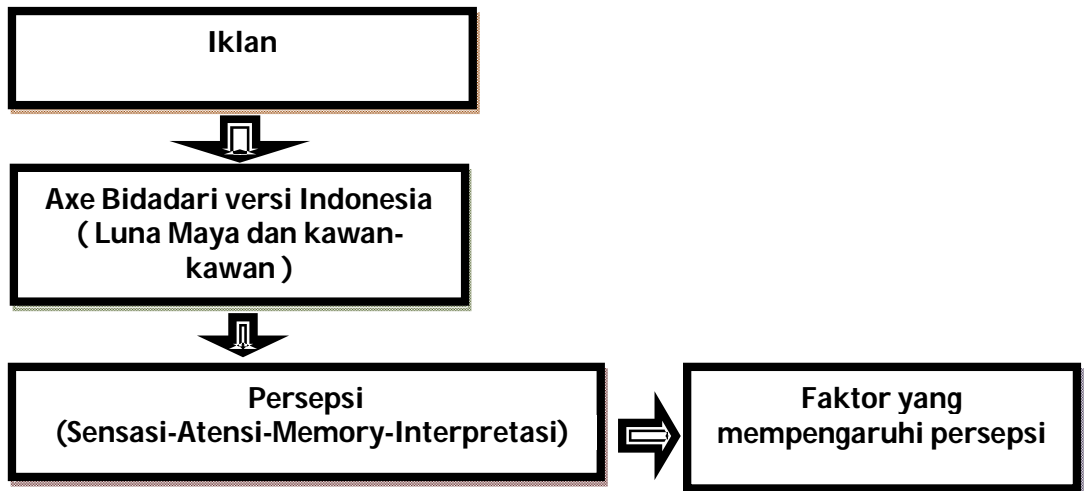 Iklan
Axe Bidadari versi Indonesia
( Luna Maya dan kawan-
kawan )
Persepsi
(Sensasi-Atensi-Memory-Interpretasi)
Faktor yang
mempengaruhi persepsi